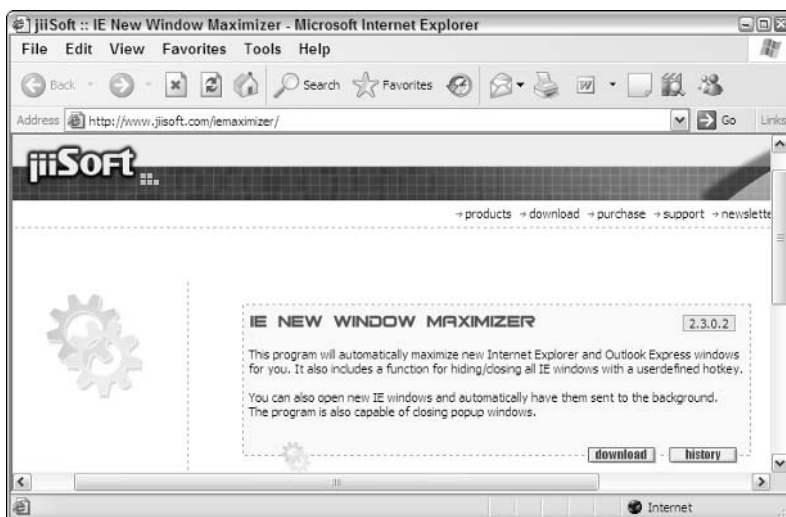 jiiSoft :: IE New Window Maximizer - Microsoft Internet Explorer
File Edit View Favorites Tools Help
Back Search Favorites
Address http://www.jiisoft.com/iemaximizer/ Go Links
jiiSoft
products download purchase support newslette
IE NEW WINDOW MAXIMIZER 2.3.0.2
This program will automatically maximize new Internet Explorer and Outlook Express windows
for you. It also includes a function for hiding/closing all IE windows with a userdefined hotkey.
You can also open new IE windows and automatically have them sent to the background.
The program is also capable of closing popup windows.
download history
Internet